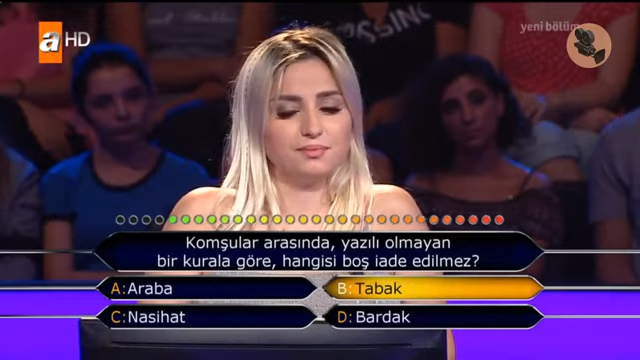 a HD
yeni bölüm
Komşular arasında, yazılı olmayan
bir kurala göre, hangisi boş iade edilmez?
A: Araba
B: Tabak
C: Nasihat
D: Bardak